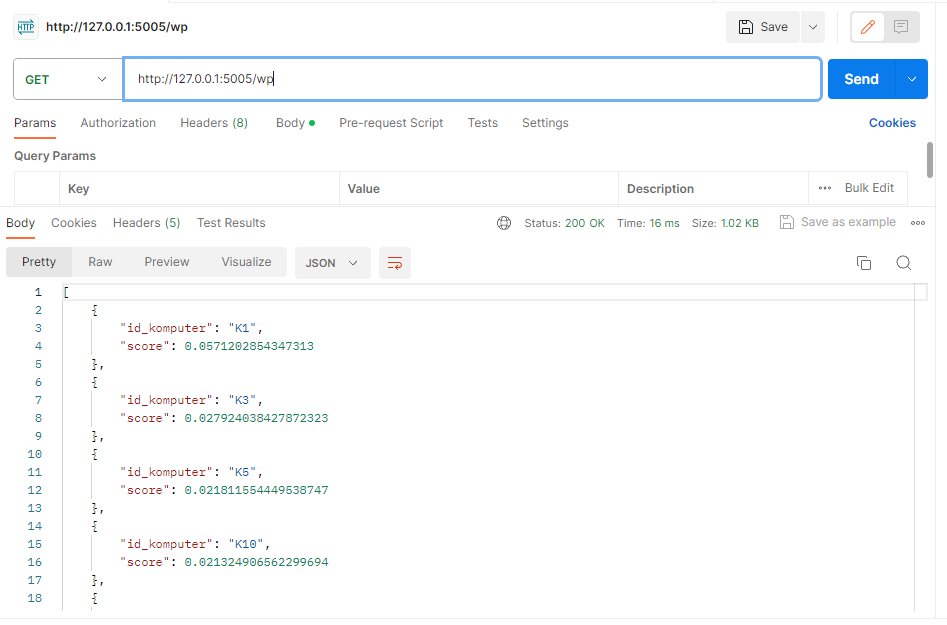 HTTP http://127.0.0.1:5005/wp Save
GET http://127.0.0.1:5005/wp Send
Params Authorization Headers (8) Body Pre-request Script Tests Settings Cookies
Query Params
Key Value Description ••• Bulk Edit
Body Cookies Headers (5) Test Results Status: 200 OK Time: 16 ms Size: 1.02 KB Save as example •••
Pretty Raw Preview Visualize JSON
1 [
2 {
3 "id_komputer": "K1",
4 "score": 0.0571202854347313
5 },
6 {
7 "id_komputer": "K3",
8 "score": 0.027924038427872323
9 },
10 {
11 "id_komputer": "K5",
12 "score": 0.021811554449538747
13 },
14 {
15 "id_komputer": "K10",
16 "score": 0.021324906562299694
17 },
18 {